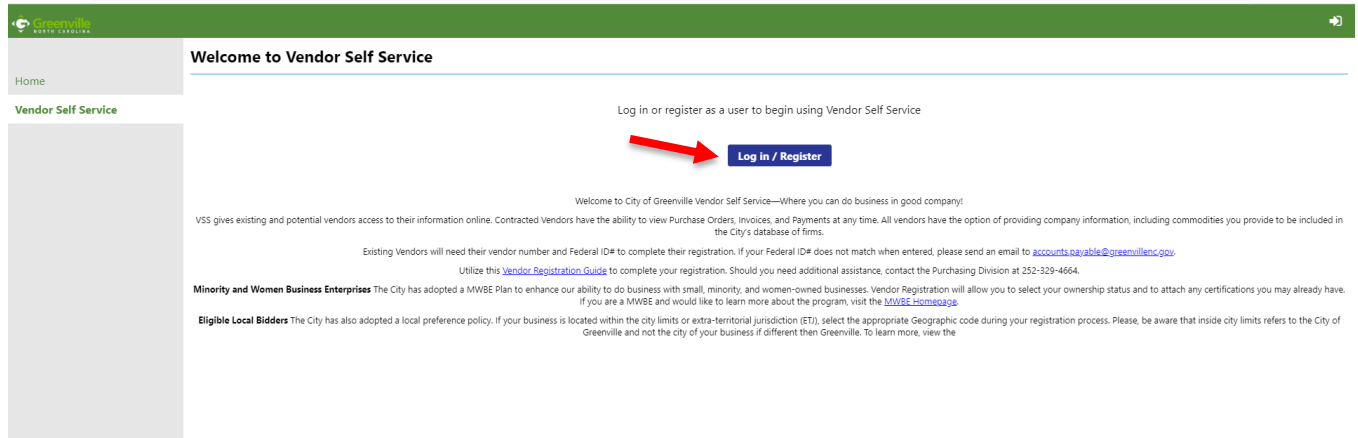 Greenville
NORTH CAROLINA
Welcome to Vendor Self Service
Home
Vendor Self Service
Log in or register as a user to begin using Vendor Self Service
Log in / Register
Welcome to City of Greenville Vendor Self Service—Where you can do business in good company!
VSS gives existing and potential vendors access to their information online. Contracted Vendors have the ability to view Purchase Orders, Invoices, and Payments at any time. All vendors have the option of providing company information, including commodities you provide to be included in
the City's database of firms.
Existing Vendors will need their vendor number and Federal ID# to complete their registration. If your Federal ID# does not match when entered, please send an email to accounts.payable@greenvillenc.gov.
Utilize this Vendor Registration Guide to complete your registration. Should you need additional assistance, contact the Purchasing Division at 252-329-4664.
Minority and Women Business Enterprises The City has adopted a MWBE Plan to enhance our ability to do business with small, minority, and women-owned businesses. Vendor Registration will allow you to select your ownership status and to attach any certifications you may already have.
If you are a MWBE and would like to learn more about the program, visit the MWBE Homepage.
Eligible Local Bidders The City has also adopted a local preference policy. If your business is located within the city limits or extra-territorial jurisdiction (ETJ), select the appropriate Geographic code during your registration process. Please, be aware that inside city limits refers to the City of
Greenville and not the city of your business if different then Greenville. To learn more, view the